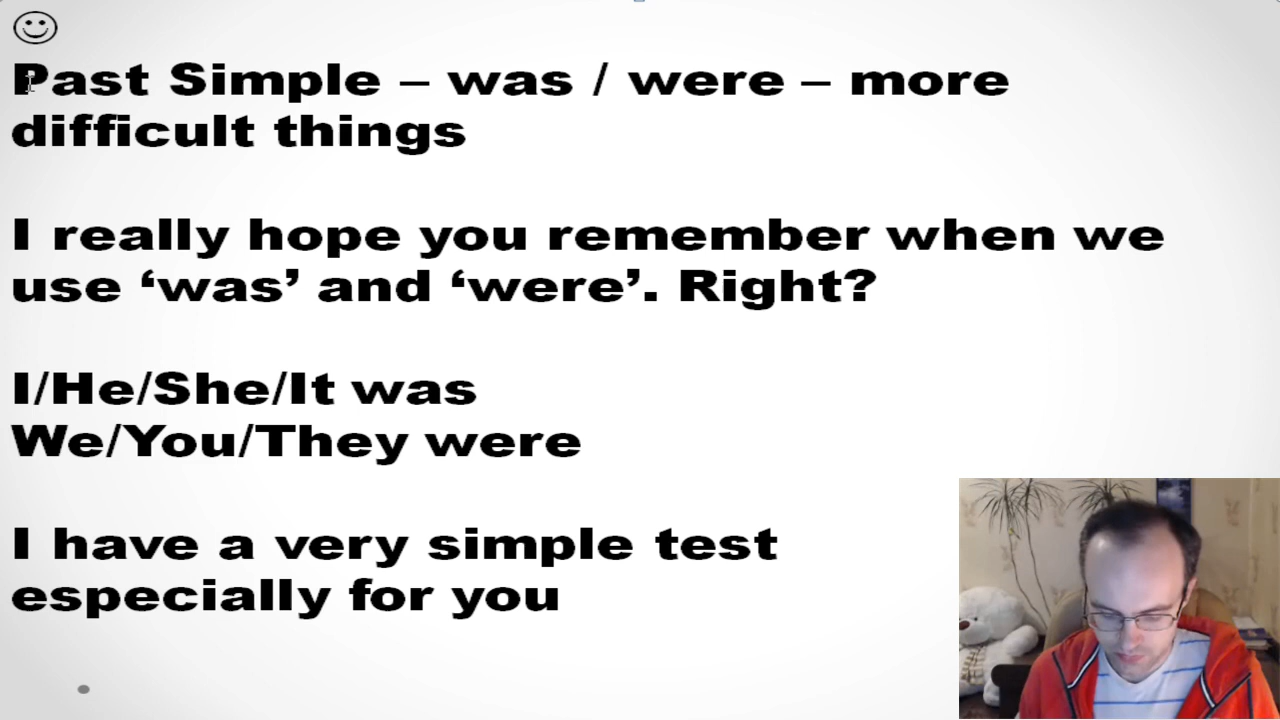 Past Simple – was / were – more
difficult things
I really hope you remember when we
use ‘was’ and ‘were’. Right?
I/He/She/It was
We/You/They were
I have a very simple test
especially for you